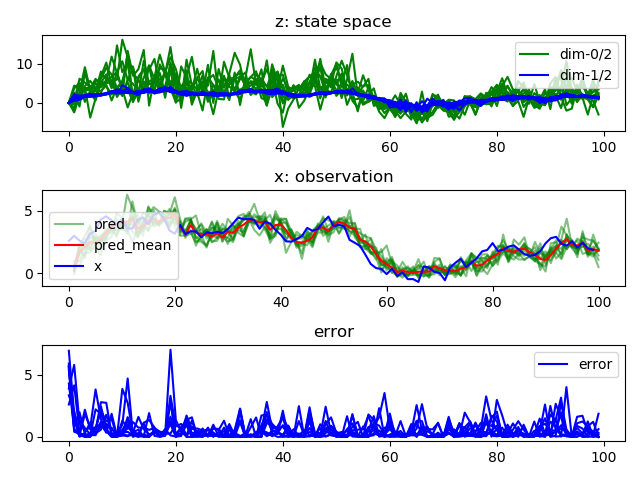 z: state space
10
0
dim-0/2
dim-1/2
0 20 40 60 80 100
x: observation
5
0
pred
pred_mean
x
0 20 40 60 80 100
error
5
0
error
0 20 40 60 80 100